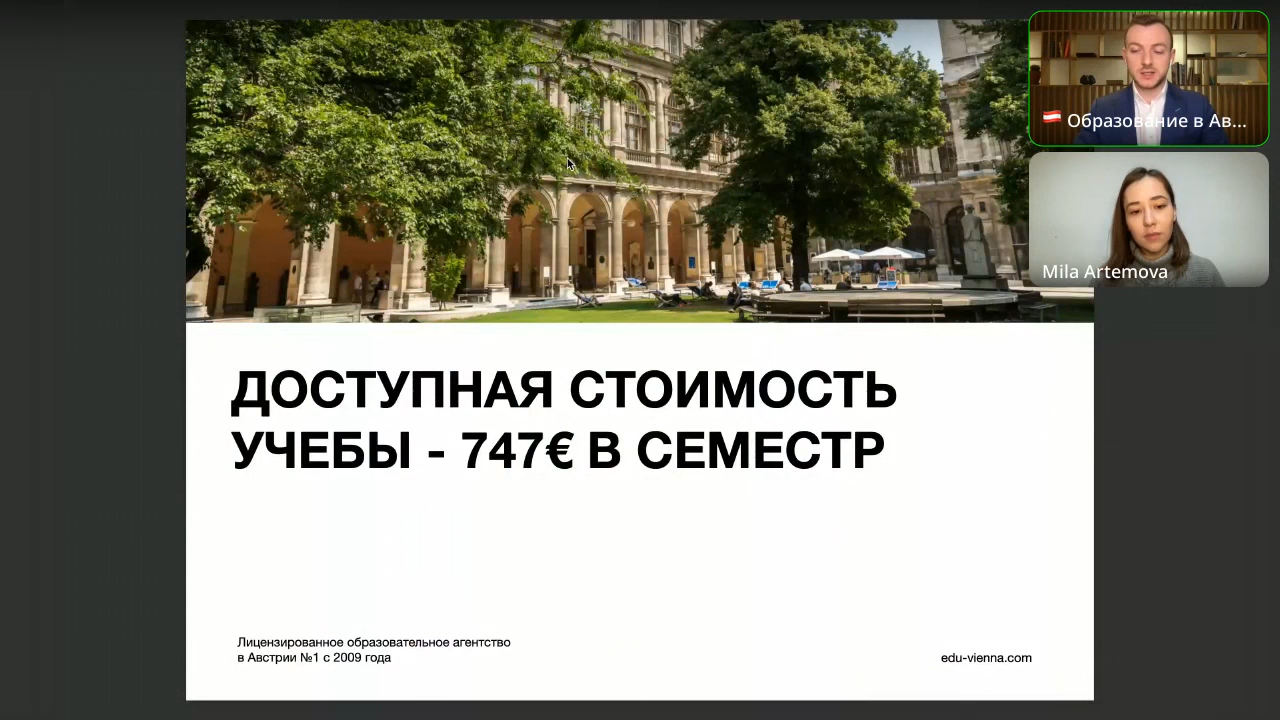 Образование в Ав...
Mila Artemova
ДОСТУПНАЯ СТОИМОСТЬ
УЧЕБЫ - 747€ В СЕМЕСТР
Лицензированное образовательное агентство
в Австрии №1 с 2009 года
edu-vienna.com